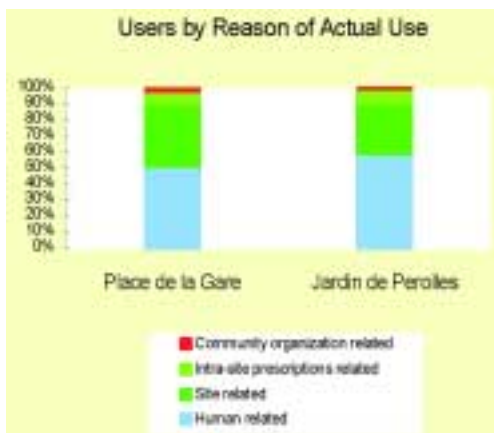 Users by Reason of Actual Use
100%
90%
80%
70%
60%
50%
40%
30%
20%
10%
0%
Place de la Gare
Jardin de Perolles
Community organization related
Intra-site prescriptions related
Site related
Human related